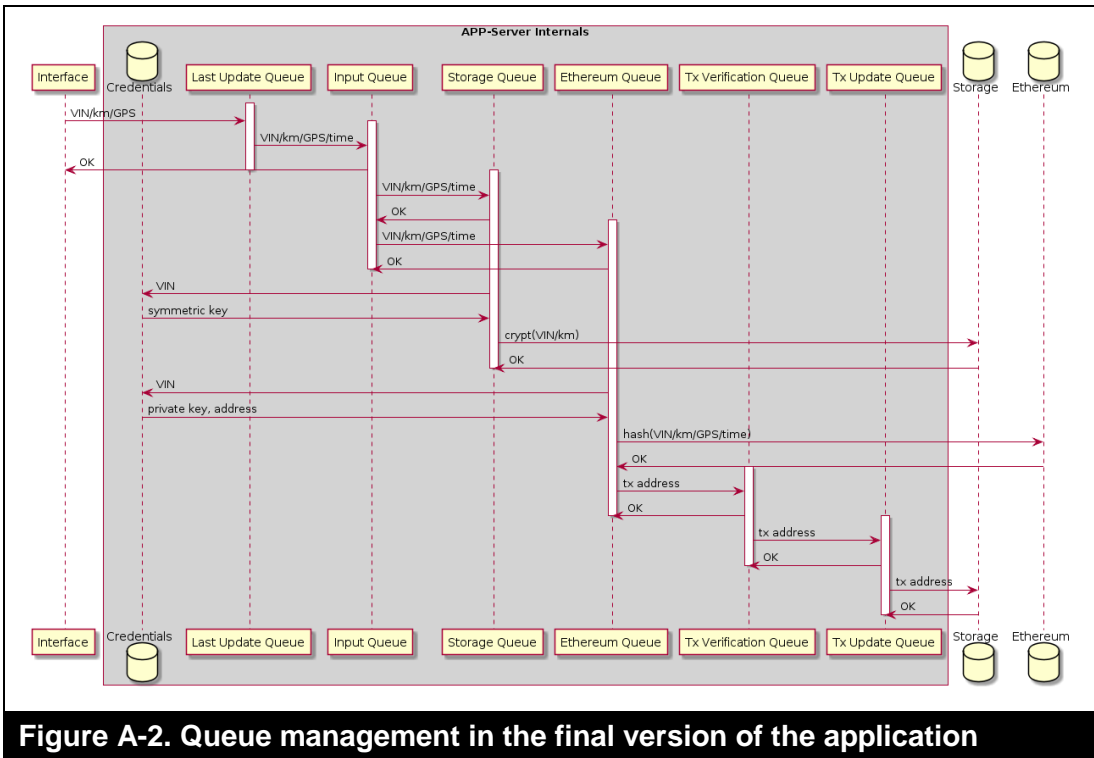 APP-Server Internals
Interface
Credentials
Last Update Queue
Input Queue
Storage Queue
Ethereum Queue
Tx Verification Queue
Tx Update Queue
Storage
Ethereum
VIN/km/GPS
VIN/km/GPS/time
OK
VIN/km/GPS/time
OK
VIN/km/GPS/time
OK
VIN
symmetric key
crypt(VIN/km)
OK
VIN
private key, address
hash(VIN/km/GPS/time)
OK
tx address
OK
tx address
OK
tx address
OK
Interface
Credentials
Last Update Queue
Input Queue
Storage Queue
Ethereum Queue
Tx Verification Queue
Tx Update Queue
Storage
Ethereum
Figure A-2. Queue management in the final version of the application